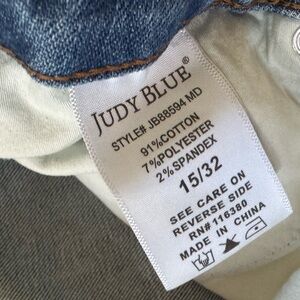 JUDY BLUE®
STYLE# JB88594 MD
91%COTTON
7%POLYESTER
2%SPANDEX
15/32
SEE CARE ON
REVERSE SIDE
RN# 116380
MADE IN CHINA